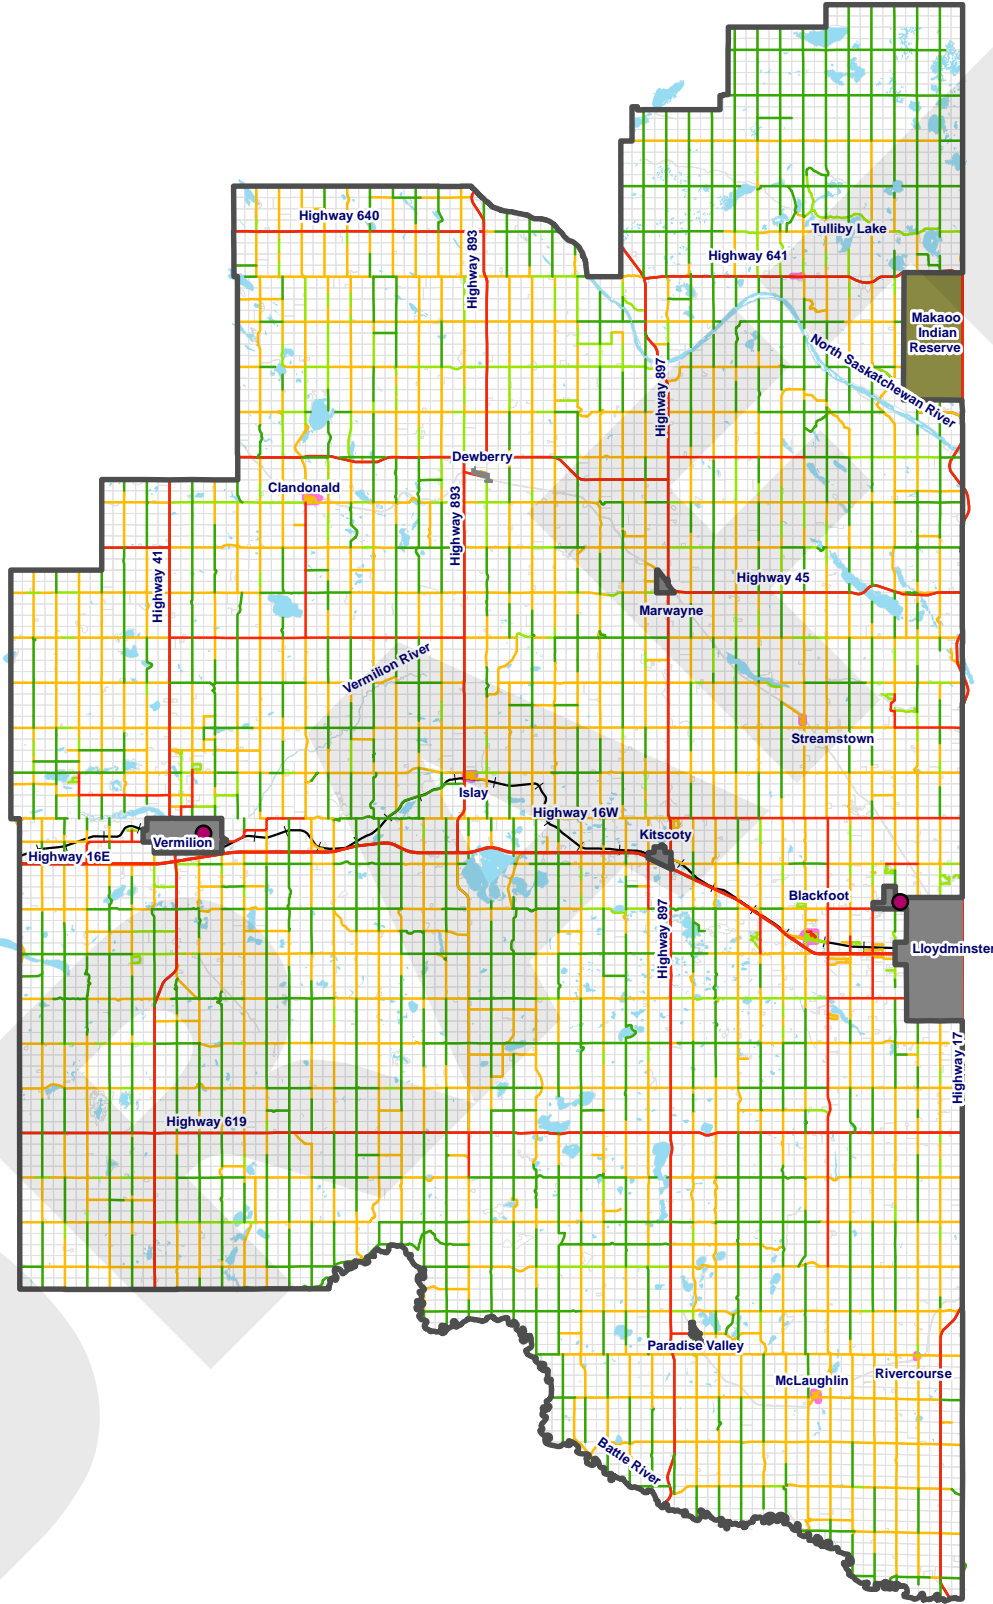 Highway 640
Tulliby Lake
Highway 893
Highway 641
Makaoo
Indian
Reserve
North Saskatchewan River
Highway 897
Dewberry
Clandonald
Highway 893
Highway 41
Highway 45
Marwayne
Vermilion River
Streamstown
Islay
Highway 16W
Kitscoty
Vermilion
Highway 16E
Blackfoot
Highway 897
Lloydminster
Highway 17
Highway 619
Paradise Valley
Rivercourse
McLaughlin
Battle River